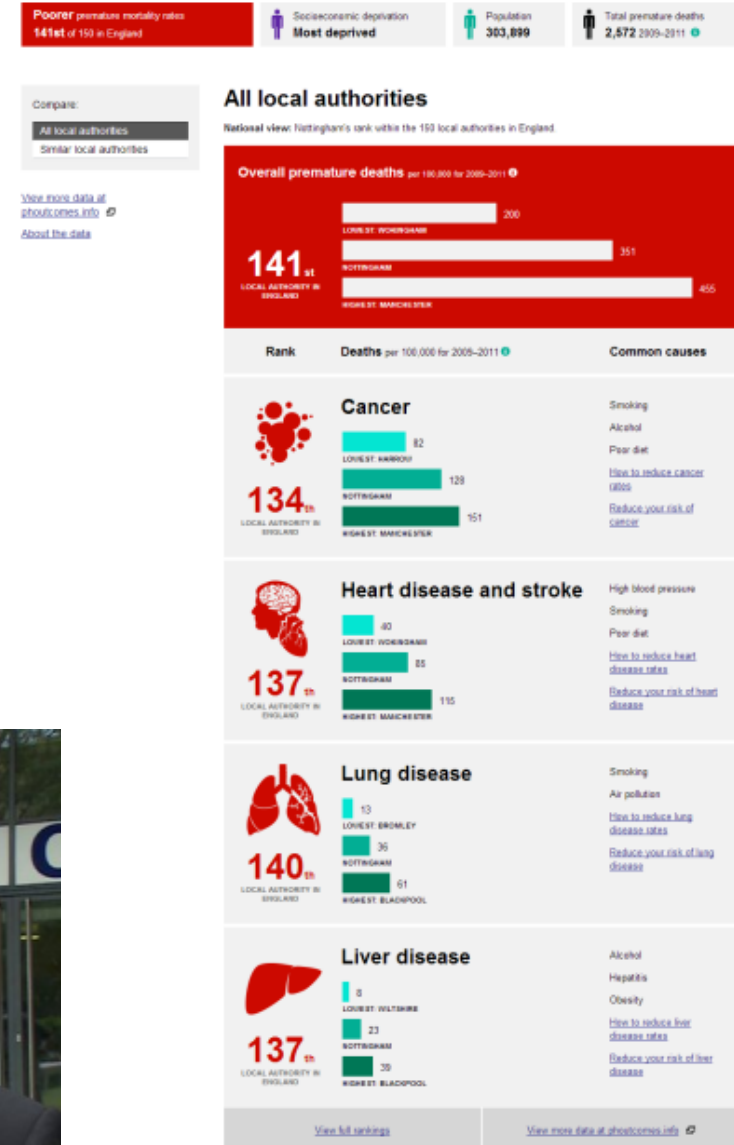 Poorer premature mortality rates
141st of 150 in England
Socioeconomic deprivation
Most deprived
Population
303,899
Total premature deaths
2,572 2009–2011
Compare:
All local authorities
Similar local authorities
View more data at
phoutcomes.info
About the data
All local authorities
National view: Nottingham's rank within the 150 local authorities in England.
Overall premature deaths per 100,000 for 2009–2011
141st
LOCAL AUTHORITY IN
ENGLAND
200
LOWEST: WOKINGHAM
351
NOTTINGHAM
455
HIGHEST: MANCHESTER
Rank
Deaths per 100,000 for 2009–2011
Common causes
134th
LOCAL AUTHORITY IN
ENGLAND
Cancer
82
LOWEST: HARROW
128
NOTTINGHAM
151
HIGHEST: MANCHESTER
Smoking
Alcohol
Poor diet
How to reduce cancer
rates
Reduce your risk of
cancer
137th
LOCAL AUTHORITY IN
ENGLAND
Heart disease and stroke
40
LOWEST: WOKINGHAM
85
NOTTINGHAM
115
HIGHEST: MANCHESTER
High blood pressure
Smoking
Poor diet
How to reduce heart
disease rates
Reduce your risk of heart
disease
140th
LOCAL AUTHORITY IN
ENGLAND
Lung disease
13
LOWEST: BROMLEY
36
NOTTINGHAM
61
HIGHEST: BLACKPOOL
Smoking
Air pollution
How to reduce lung
disease rates
Reduce your risk of lung
disease
C
137th
LOCAL AUTHORITY IN
ENGLAND
Liver disease
8
LOWEST: WILTSHIRE
23
NOTTINGHAM
39
HIGHEST: BLACKPOOL
Alcohol
Hepatitis
Obesity
How to reduce liver
disease rates
Reduce your risk of liver
disease
View full rankings
View more data at phoutcomes.info